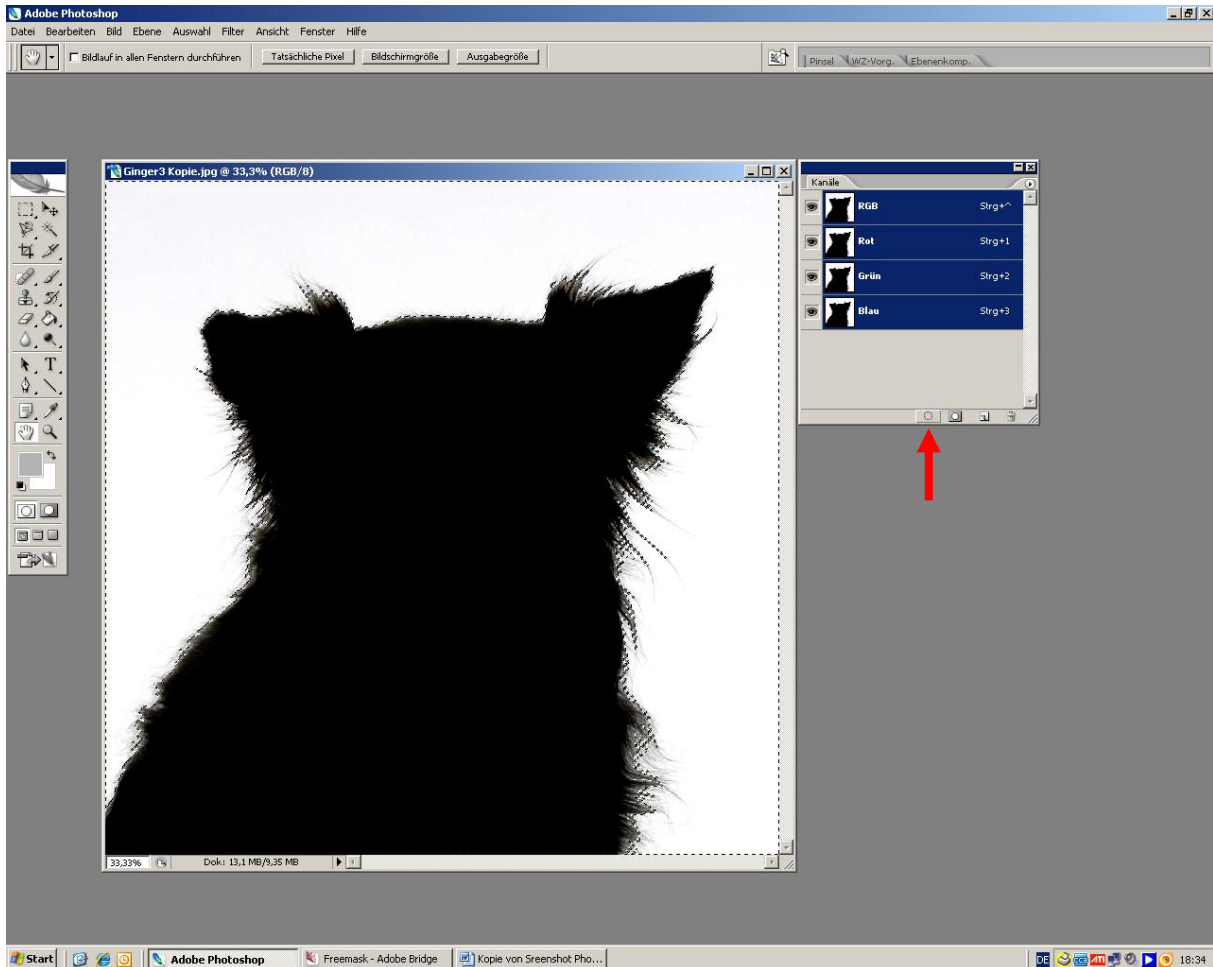 Adobe Photoshop
Datei Bearbeiten Bild Ebene Auswahl Filter Ansicht Fenster Hilfe
Bildlauf in allen Fenstern durchführen Tatsächliche Pixel Bildschirmgröße Ausgabegröße
Pinsel WZ-Vorg. Ebenenkomp.
Ginger3 Kopie.jpg @ 33,3% (RGB/8)
Kanäle
RGB Strg+^
Rot Strg+1
Grün Strg+2
Blau Strg+3
T
33,33% Dok: 13,1 MB/9,35 MB
Start Adobe Photoshop Freemask - Adobe Bridge Kopie von Sreenshot Pho... DE ATI 18:34